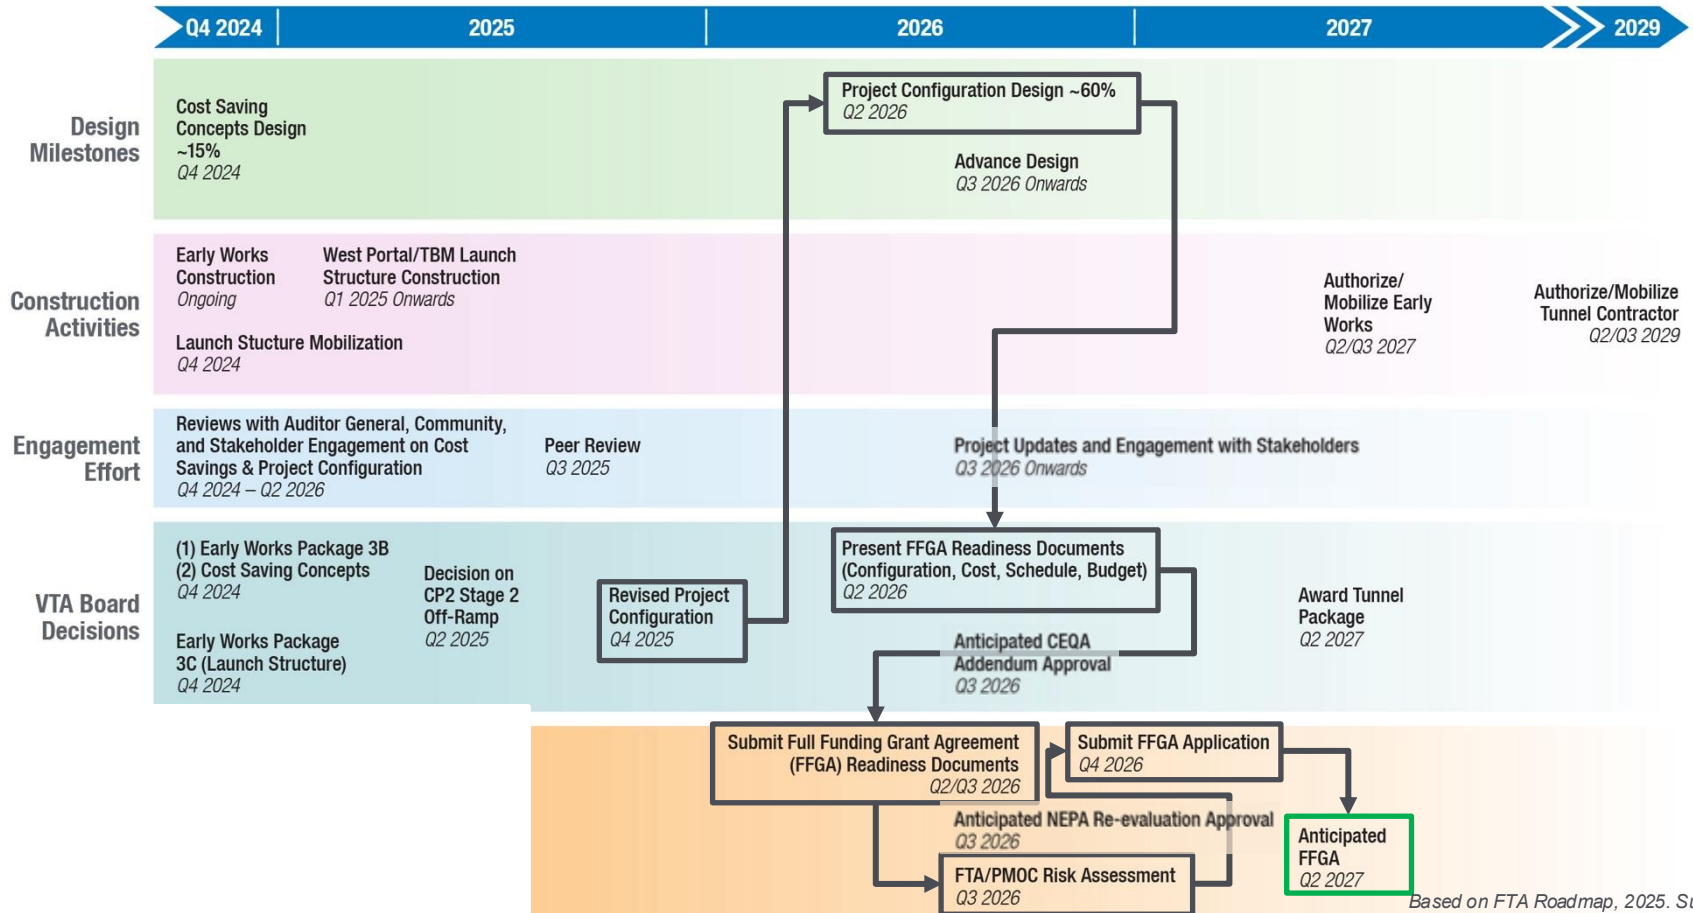 Q4 2024
2025
2026
2027
2029
Design
Milestones
Cost Saving
Concepts Design
~15%
Q4 2024
Project Configuration Design ~60%
Q2 2026
Advance Design
Q3 2026 Onwards
Construction
Activities
Early Works
Construction
Ongoing
West Portal/TBM Launch
Structure Construction
Q1 2025 Onwards
Launch Stucture Mobilization
Q4 2024
Authorize/
Mobilize Early
Works
Q2/Q3 2027
Authorize/Mobilize
Tunnel Contractor
Q2/Q3 2029
Engagement
Effort
Reviews with Auditor General, Community,
and Stakeholder Engagement on Cost
Savings & Project Configuration
Q4 2024 – Q2 2026
Peer Review
Q3 2025
Project Updates and Engagement with Stakeholders
Q3 2026 Onwards
VTA Board
Decisions
(1) Early Works Package 3B
(2) Cost Saving Concepts
Q4 2024
Early Works Package
3C (Launch Structure)
Q4 2024
Decision on
CP2 Stage 2
Off-Ramp
Q2 2025
Revised Project
Configuration
Q4 2025
Present FFGA Readiness Documents
(Configuration, Cost, Schedule, Budget)
Q2 2026
Anticipated CEQA
Addendum Approval
Q3 2026
Award Tunnel
Package
Q2 2027
Submit Full Funding Grant Agreement
(FFGA) Readiness Documents
Q2/Q3 2026
Submit FFGA Application
Q4 2026
Anticipated NEPA Re-evaluation Approval
Q3 2026
FTA/PMOC Risk Assessment
Q3 2026
Anticipated
FFGA
Q2 2027
Based on FTA Roadmap, 2025.